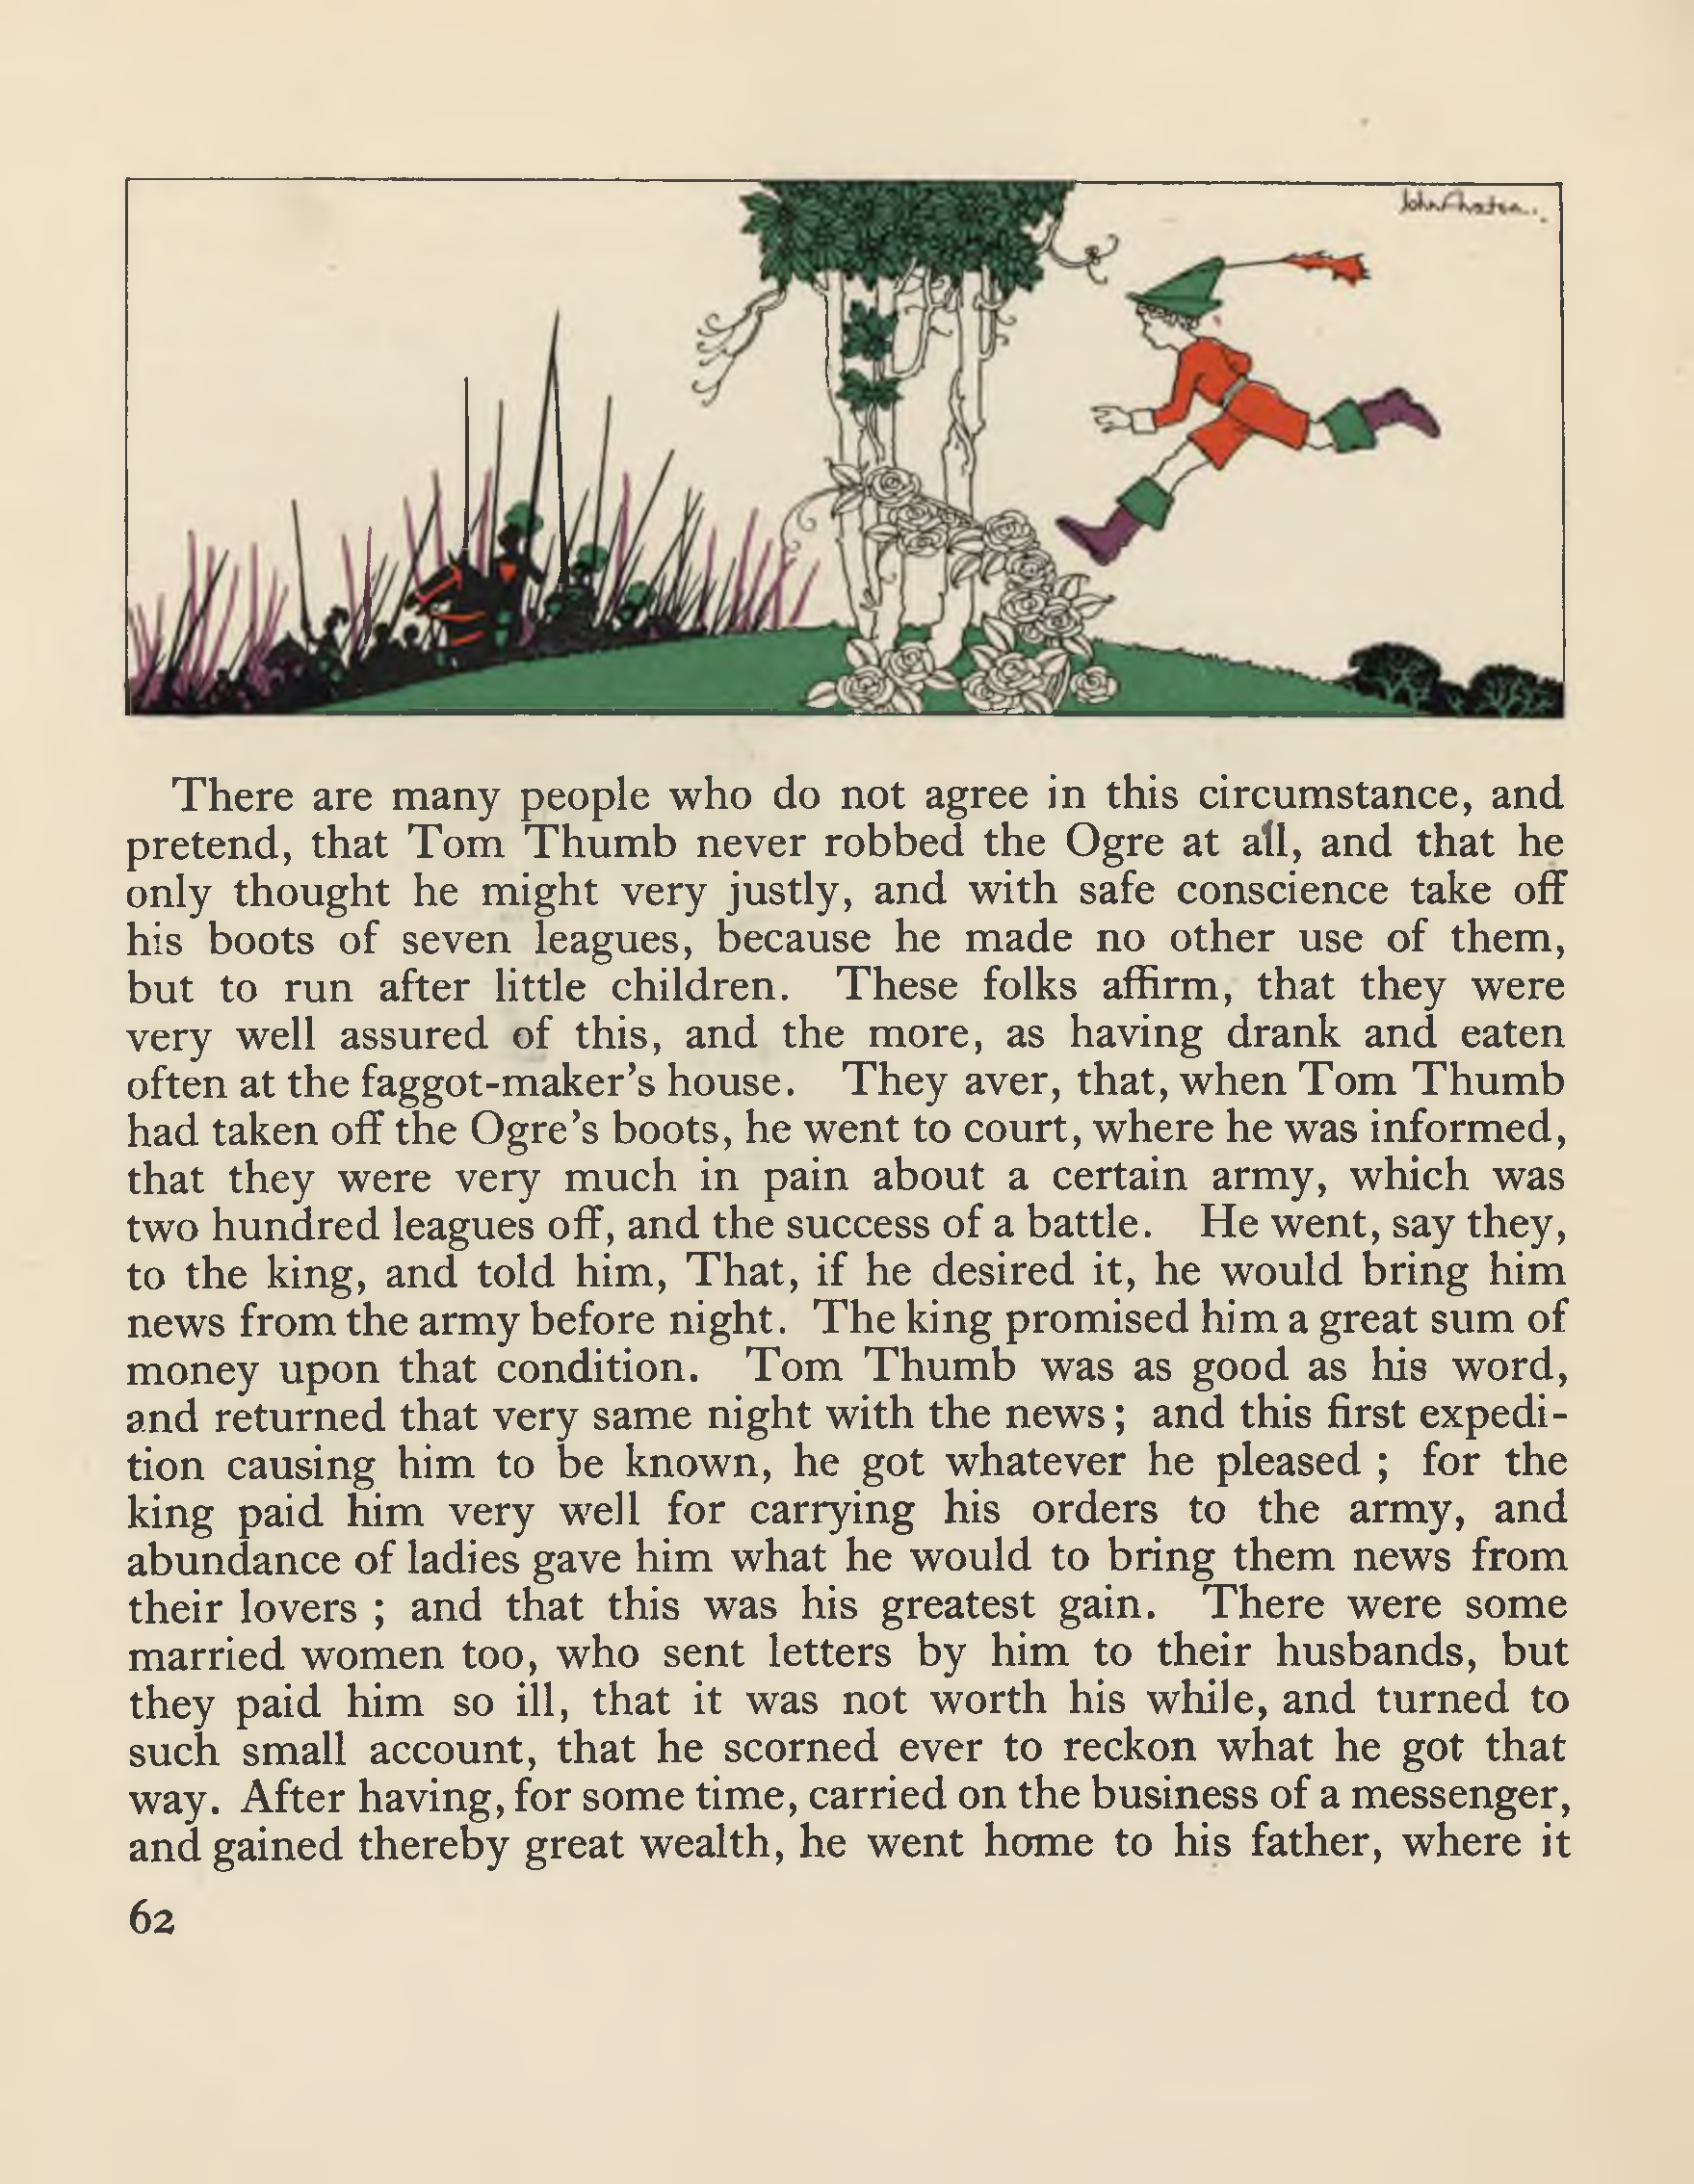 John Austen.
There are many people who do not agree in this circumstance, and
pretend, that Tom Thumb never robbed the Ogre at all, and that he
only thought he might very justly, and with safe conscience take off
his boots of seven leagues, because he made no other use of them,
but to run after little children. These folks affirm, that they were
very well assured of this, and the more, as having drank and eaten
often at the faggot-maker's house. They aver, that, when Tom Thumb
had taken off the Ogre's boots, he went to court, where he was informed,
that they were very much in pain about a certain army, which was
two hundred leagues off, and the success of a battle. He went, say they,
to the king, and told him, That, if he desired it, he would bring him
news from the army before night. The king promised him a great sum of
money upon that condition. Tom Thumb was as good as his word,
and returned that very same night with the news; and this first expedi-
tion causing him to be known, he got whatever he pleased ; for the
king paid him very well for carrying his orders to the army, and
abundance of ladies gave him what he would to bring them news from
their lovers ; and that this was his greatest gain. There were some
married women too, who sent letters by him to their husbands, but
they paid him so ill, that it was not worth his while, and turned to
such small account, that he scorned ever to reckon what he got that
way. After having, for some time, carried on the business of a messenger,
and gained thereby great wealth, he went home to his father, where it
62